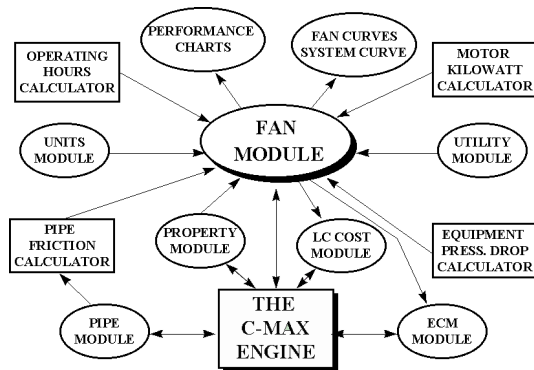 PERFORMANCE
CHARTS
FAN CURVES
SYSTEM CURVE
OPERATING
HOURS
CALCULATOR
MOTOR
KILOWATT
CALCULATOR
FAN
MODULE
UNITS
MODULE
UTILITY
MODULE
PIPE
FRICTION
CALCULATOR
PROPERTY
MODULE
LC COST
MODULE
EQUIPMENT
PRESS. DROP
CALCULATOR
THE
C-MAX
ENGINE
PIPE
MODULE
ECM
MODULE